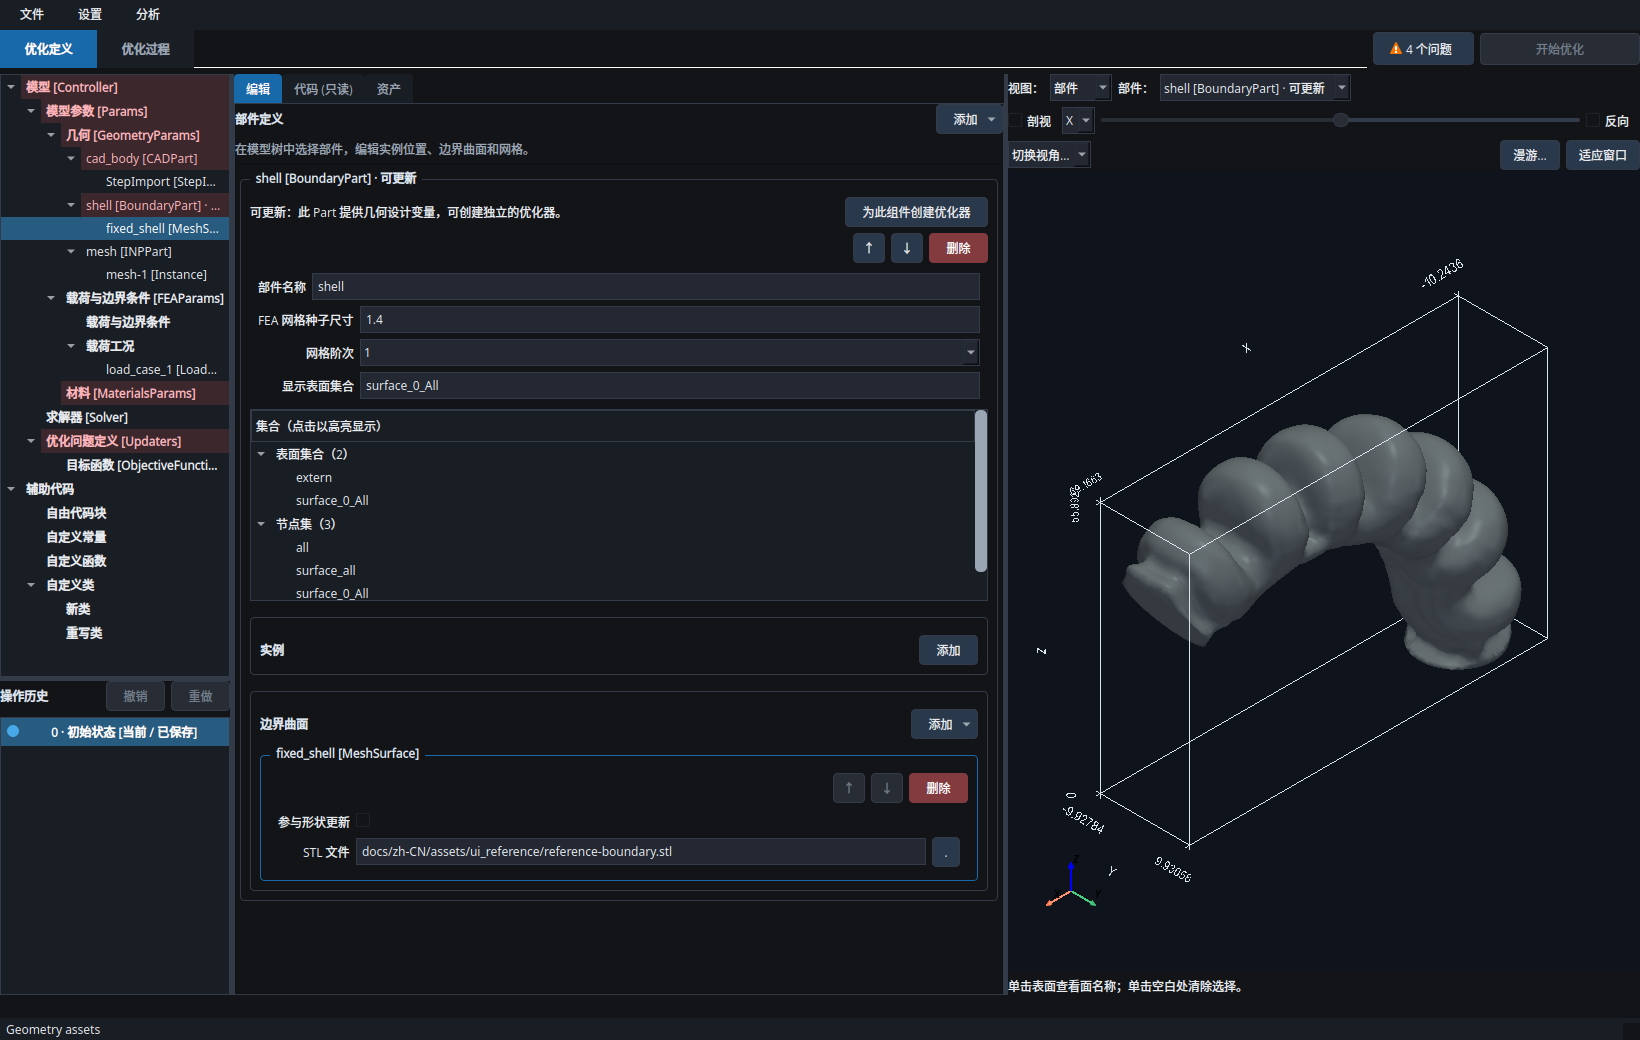 文件 设置 分析
优化定义 优化过程 4 个问题 开始优化
模型 [Controller]
模型参数 [Params]
几何 [GeometryParams]
cad_body [CADPart]
StepImport [StepI...
shell [BoundaryPart] · ...
fixed_shell [MeshS...
mesh [INPPart]
mesh-1 [Instance]
载荷与边界条件 [FEAParams]
载荷与边界条件
载荷工况
load_case_1 [Load...
材料 [MaterialsParams]
求解器 [Solver]
优化问题定义 [Updaters]
目标函数 [ObjectiveFuncti...
辅助代码
自由代码块
自定义常量
自定义函数
自定义类
新类
重写类
操作历史 撤销 重做
0 · 初始状态 [当前 / 已保存]
编辑 代码 (只读) 资产
部件定义 添加
在模型树中选择部件，编辑实例位置、边界曲面和网格。
shell [BoundaryPart] · 可更新
可更新：此 Part 提供几何设计变量，可创建独立的优化器。 为此组件创建优化器
↑ ↓ 删除
部件名称 shell
FEA 网格种子尺寸 1.4
网格阶次 1
显示表面集合 surface_0_All
集合（点击以高亮显示）
表面集合（2）
extern
surface_0_All
节点集（3）
all
surface_all
surface_0_All
实例 添加
边界曲面 添加
fixed_shell [MeshSurface]
↑ ↓ 删除
参与形状更新
STL 文件 docs/zh-CN/assets/ui_reference/reference-boundary.stl .
视图： 部件 部件： shell [BoundaryPart] · 可更新
剖视 X 反向
切换视角... 漫游... 适应窗口
-10.2436
X
Z
0
-9.92784
Y
9.93068
Z
Y
单击表面查看面名称；单击空白处清除选择。
Geometry assets